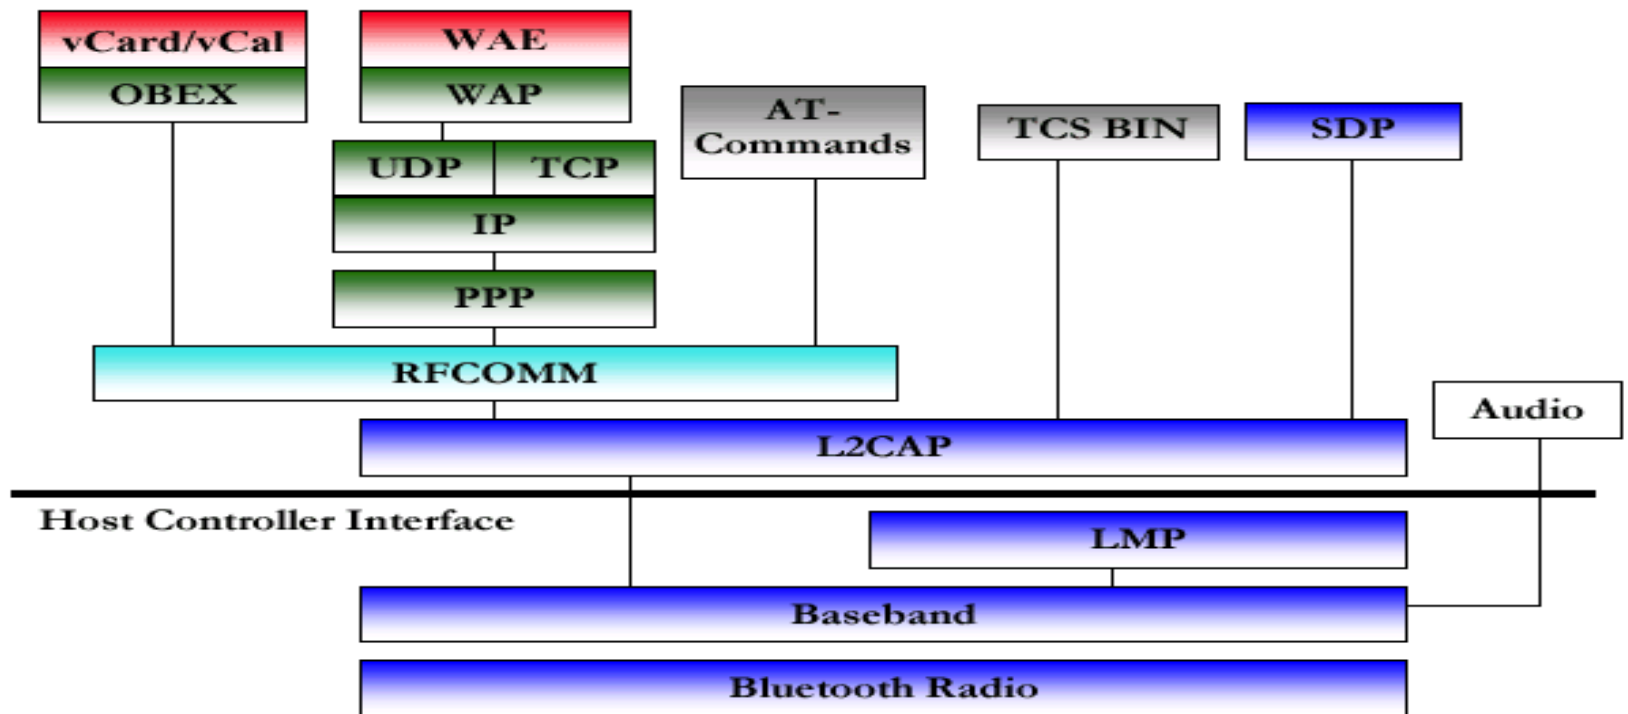 vCard/vCal
OBEX
WAE
WAP
UDP
TCP
IP
PPP
AT-
Commands
TCS BIN
SDP
RFCOMM
Audio
L2CAP
Host Controller Interface
LMP
Baseband
Bluetooth Radio